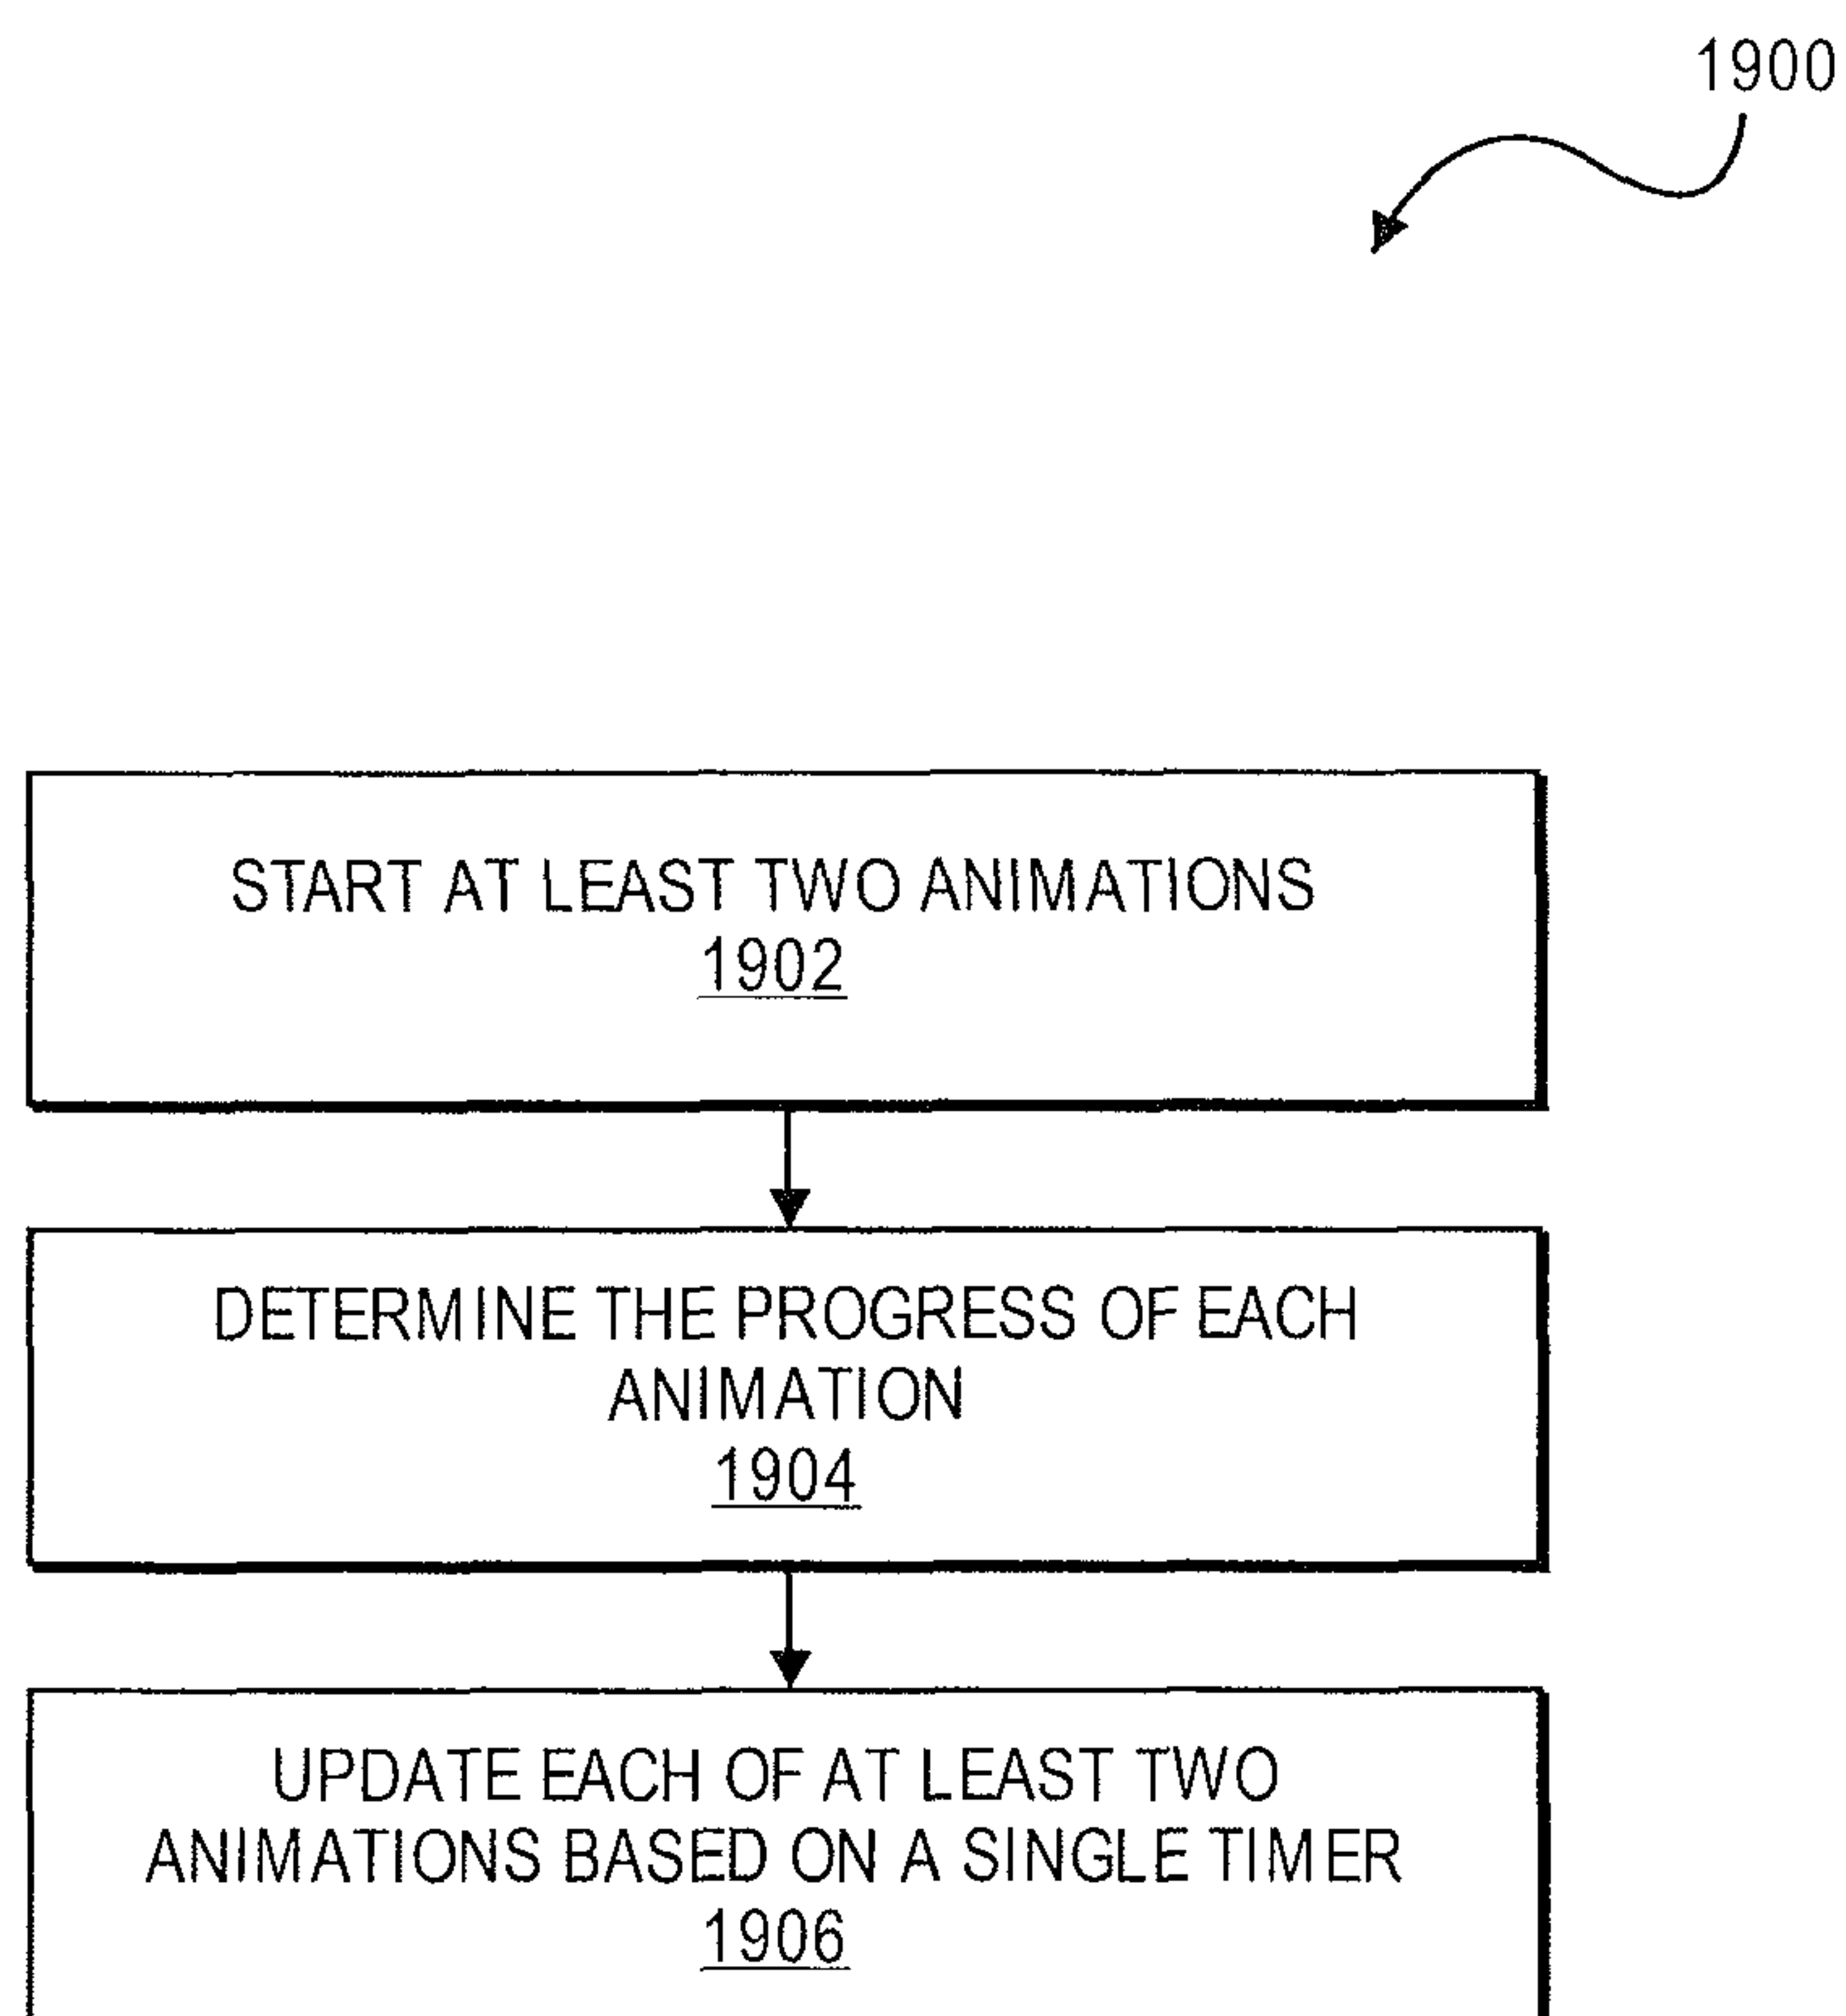 1900
START AT LEAST TWO ANIMATIONS
1902
DETERMINE THE PROGRESS OF EACH
ANIMATION
1904
UPDATE EACH OF AT LEAST TWO
ANIMATIONS BASED ON A SINGLE TIMER
1906